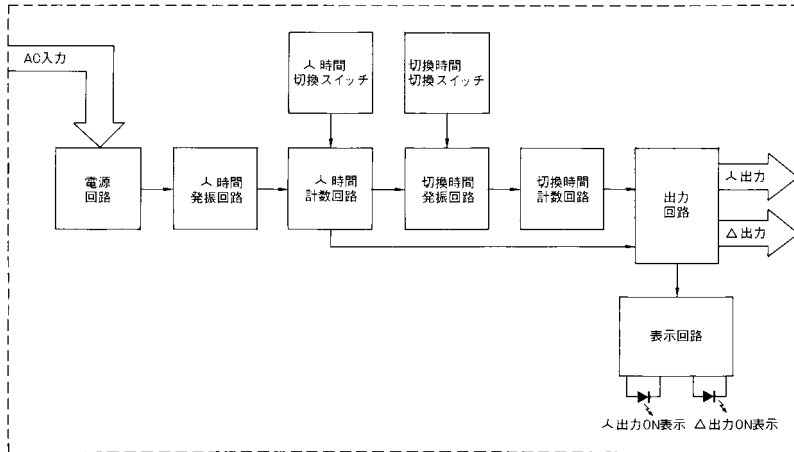 AC入力
人時間
切換スイッチ
切換時間
切換スイッチ
電源
回路
人時間
発振回路
人時間
計数回路
切換時間
発振回路
切換時間
計数回路
出力
回路
人出力
△出力
表示回路
人出力ON表示 △出力ON表示